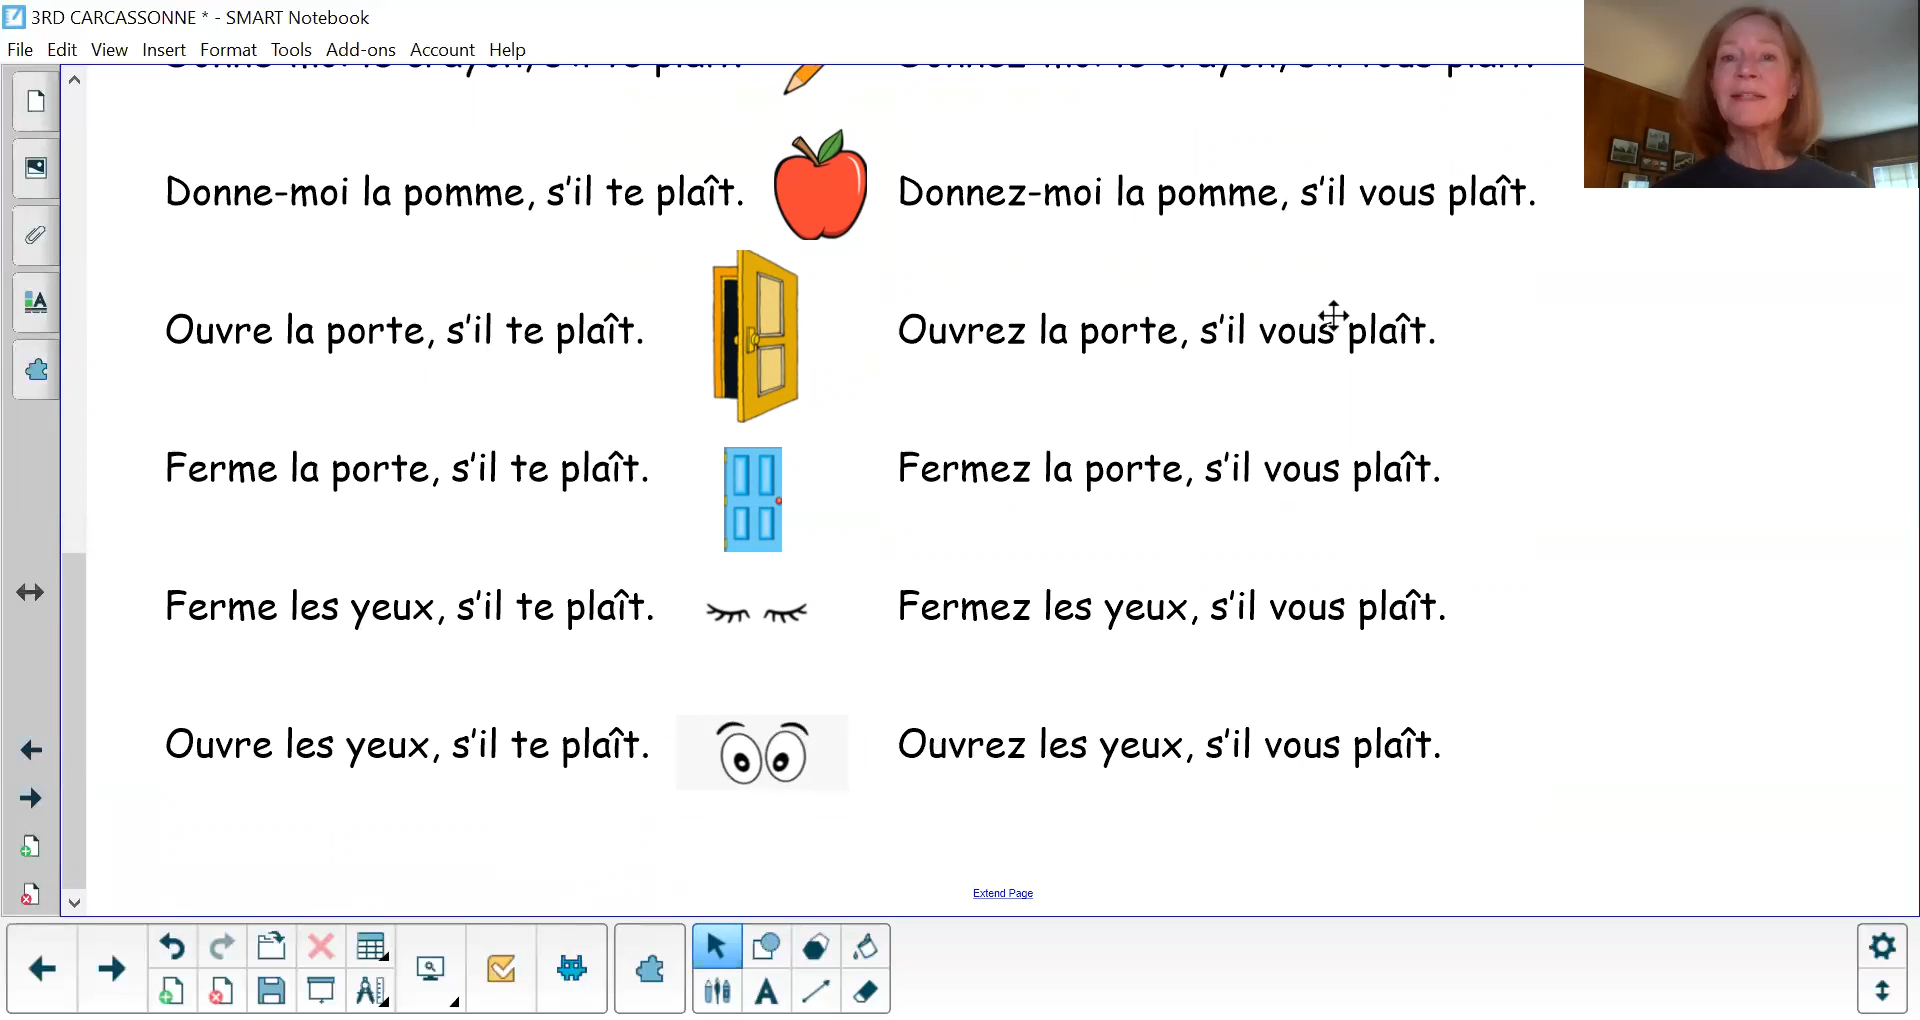 3RD CARCASSONNE * - SMART Notebook
File Edit View Insert Format Tools Add-ons Account Help
Donne-moi la pomme, s'il te plaît. Donnez-moi la pomme, s'il vous plaît.
Ouvre la porte, s'il te plaît. Ouvrez la porte, s'il vous plaît.
Ferme la porte, s'il te plaît. Fermez la porte, s'il vous plaît.
Ferme les yeux, s'il te plaît. Fermez les yeux, s'il vous plaît.
Ouvre les yeux, s'il te plaît. Ouvrez les yeux, s'il vous plaît.
Extend Page